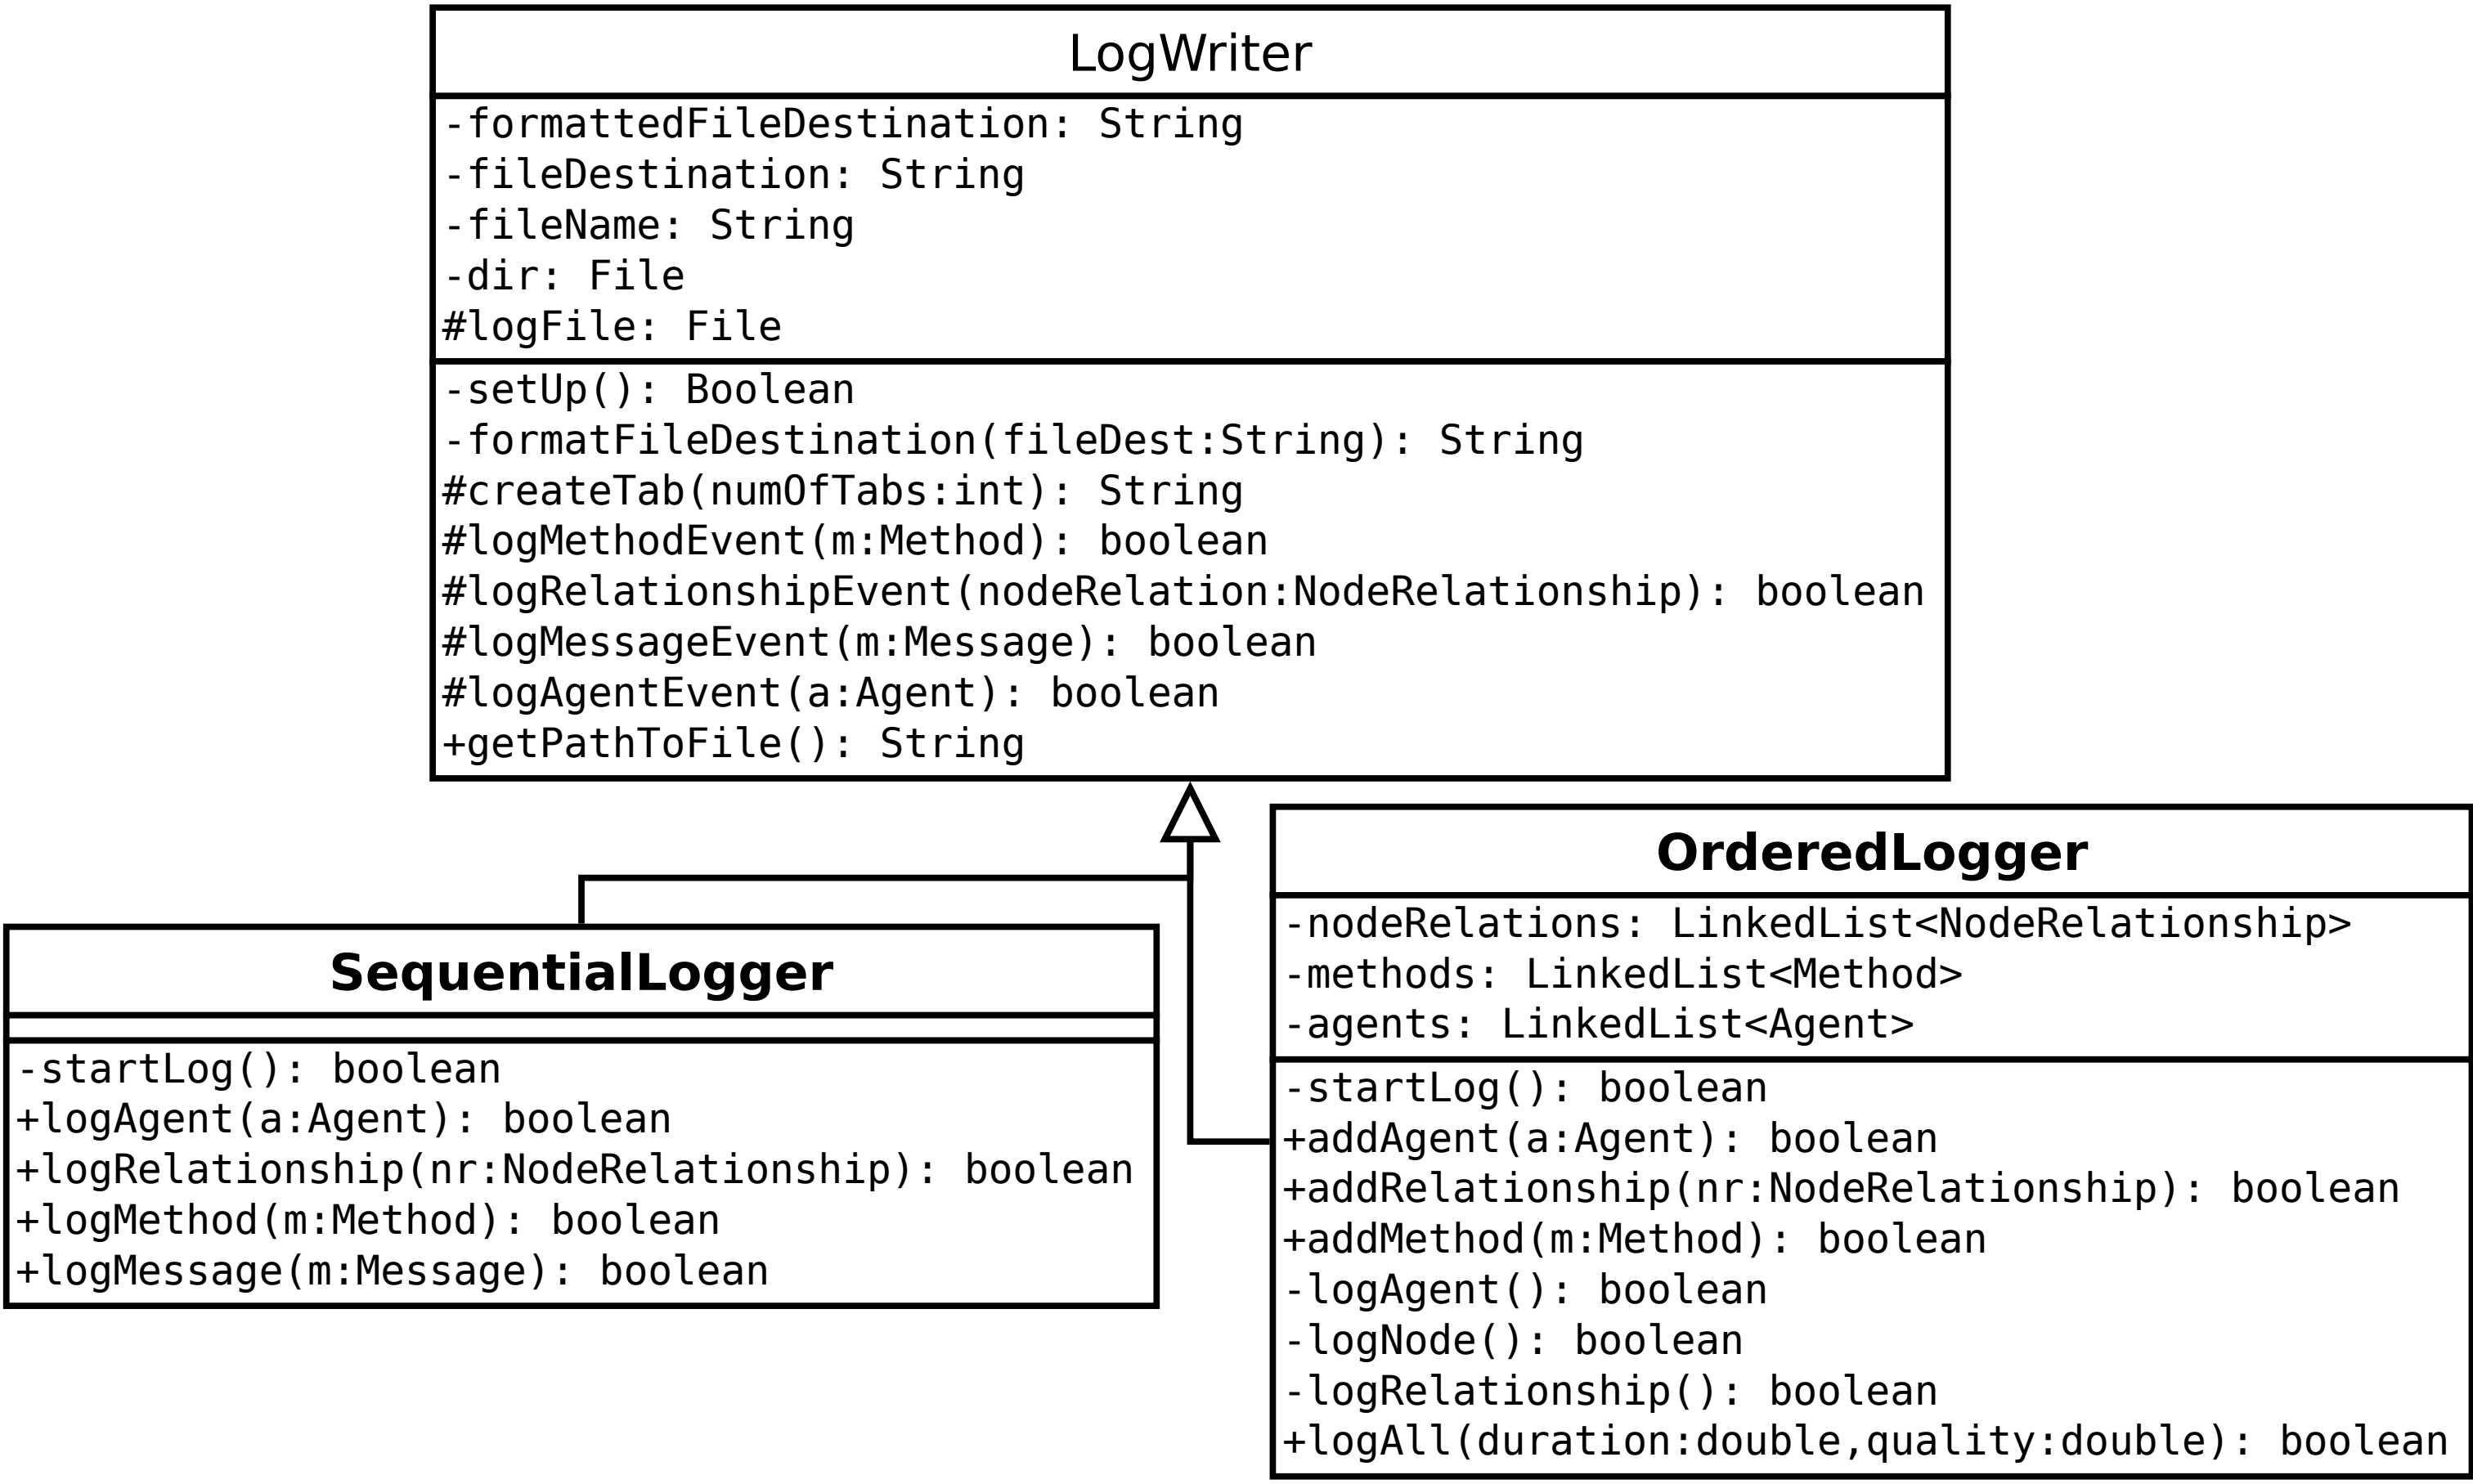 LogWriter
-formattedFileDestination: String
-fileDestination: String
-fileName: String
-dir: File
#logFile: File
-setUp(): Boolean
-formatFileDestination(fileDest:String): String
#createTab(numOfTabs:int): String
#logMethodEvent(m:Method): boolean
#logRelationshipEvent(nodeRelation:NodeRelationship): boolean
#logMessageEvent(m:Message): boolean
#logAgentEvent(a:Agent): boolean
+getPathToFile(): String
SequentialLogger
-startLog(): boolean
+logAgent(a:Agent): boolean
+logRelationship(nr:NodeRelationship): boolean
+logMethod(m:Method): boolean
+logMessage(m:Message): boolean
OrderedLogger
-nodeRelations: LinkedList<NodeRelationship>
-methods: LinkedList<Method>
-agents: LinkedList<Agent>
-startLog(): boolean
+addAgent(a:Agent): boolean
+addRelationship(nr:NodeRelationship): boolean
+addMethod(m:Method): boolean
-logAgent(): boolean
-logNode(): boolean
-logRelationship(): boolean
+logAll(duration:double,quality:double): boolean